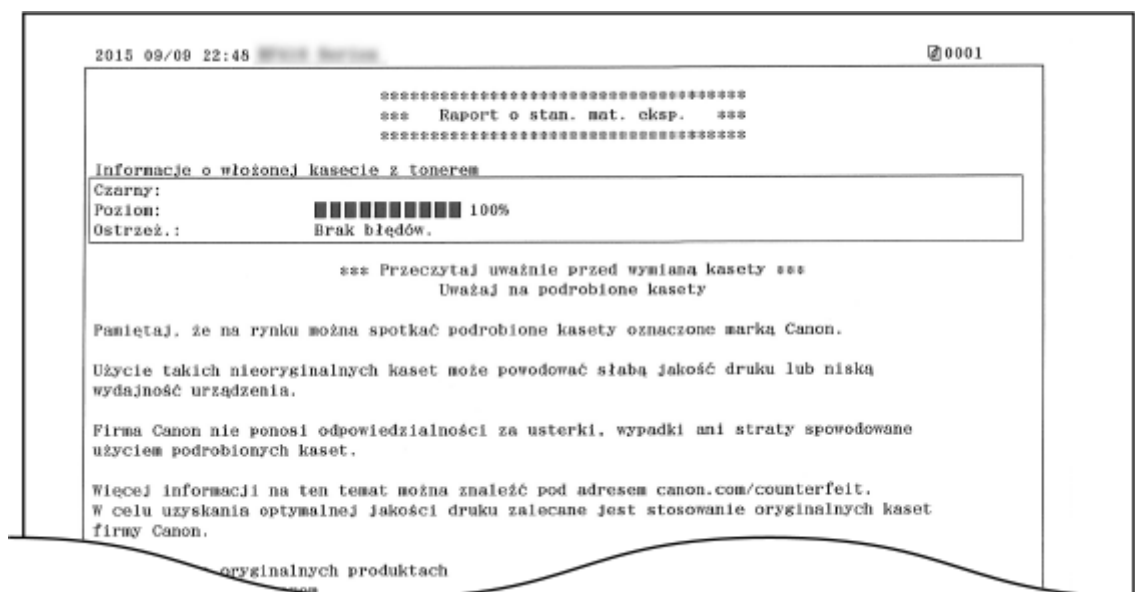 2015 09/09 22:48
0001
************************************
*** Raport o stan. mat. eksp. ***
************************************
Informacje o włożonej kasecie z tonerem
Czarny:
Poziom: 100%
Ostrzeż.: Brak błędów.
*** Przeczytaj uważnie przed wymianą kasety ***
Uważaj na podrobione kasety
Pamiętaj, że na rynku można spotkać podrobione kasety oznaczone marką Canon.
Użycie takich nieoryginalnych kaset może powodować słabą jakość druku lub niską
wydajność urządzenia.
Firma Canon nie ponosi odpowiedzialności za usterki, wypadki ani straty spowodowane
użyciem podrobionych kaset.
Więcej informacji na ten temat można znaleźć pod adresem canon.com/counterfeit.
W celu uzyskania optymalnej jakości druku zalecane jest stosowanie oryginalnych kaset
firmy Canon.
oryginalnych produktach